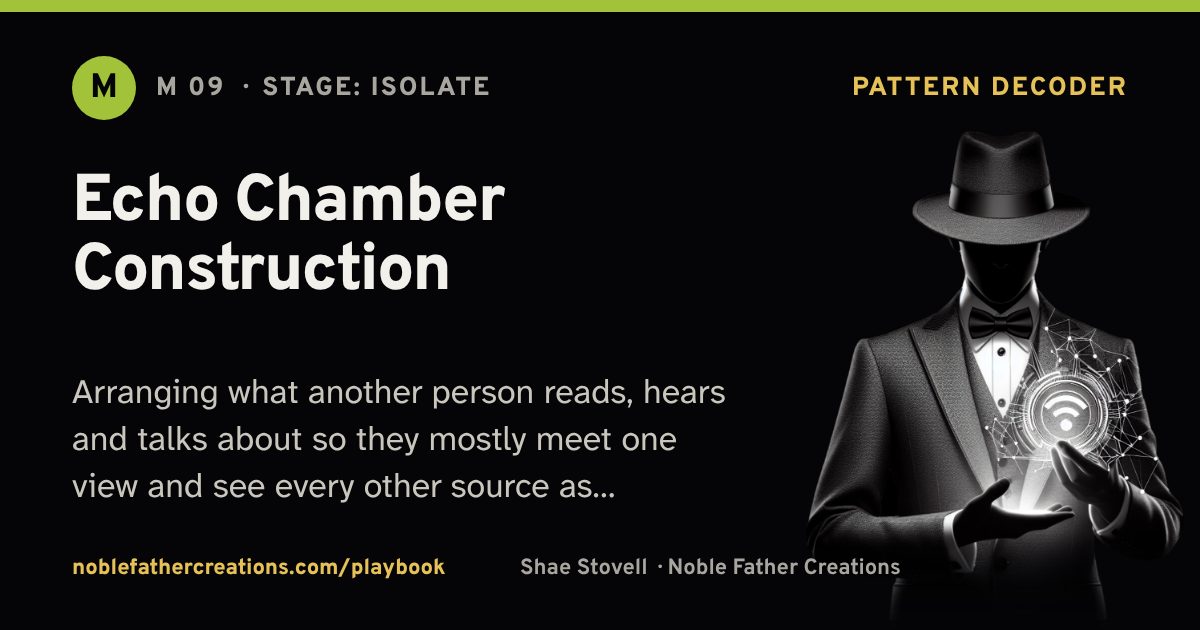 M
M 09 · STAGE: ISOLATE
PATTERN DECODER
Echo Chamber
Construction
Arranging what another person reads, hears
and talks about so they mostly meet one
view and see every other source as...
noblefathercreations.com/playbook
Shae Stovell · Noble Father Creations